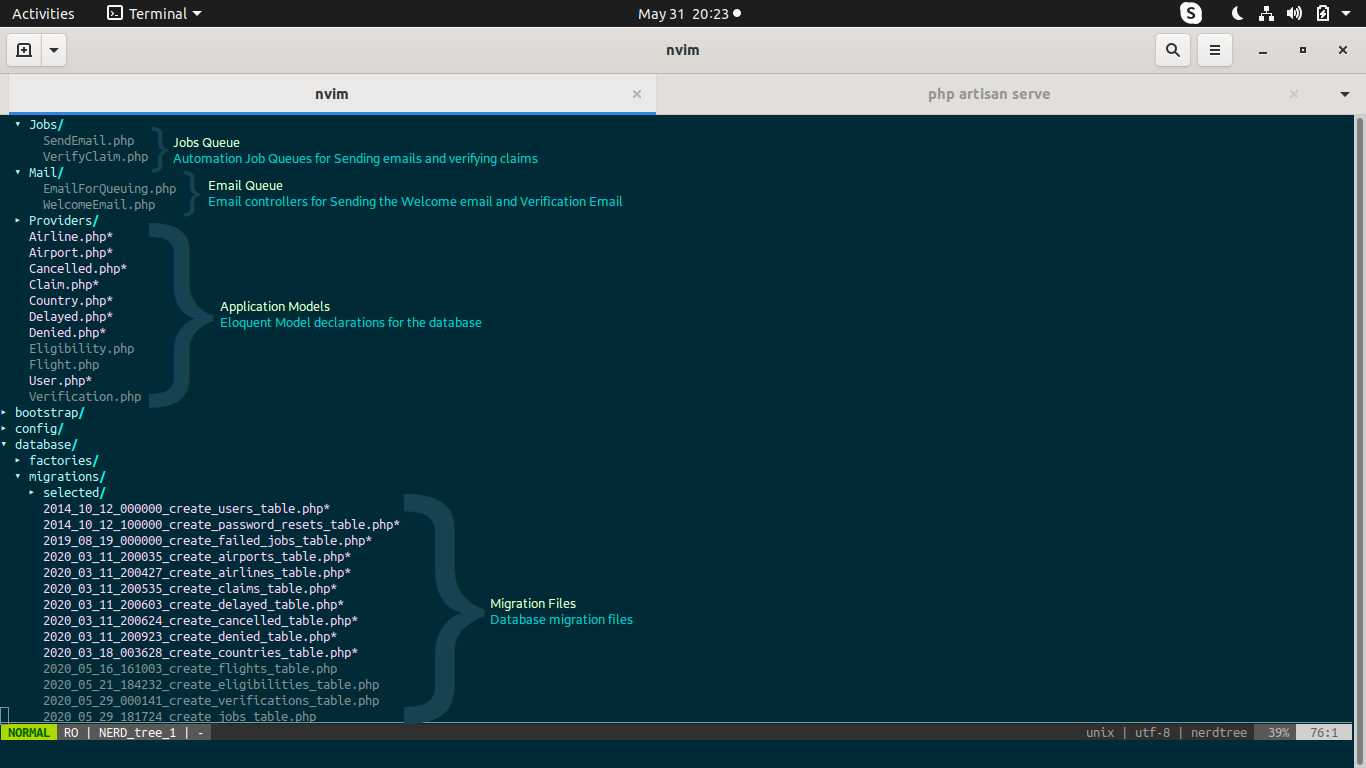 Activities Terminal May 31 20:23 S
nvim
nvim × php artisan serve ×
▾ Jobs/
SendEmail.php
VerifyClaim.php
Jobs Queue
Automation Job Queues for Sending emails and verifying claims
▾ Mail/
EmailForQueuing.php
WelcomeEmail.php
Email Queue
Email controllers for Sending the Welcome email and Verification Email
▸ Providers/
Airline.php*
Airport.php*
Cancelled.php*
Claim.php*
Country.php*
Delayed.php*
Denied.php*
Eligibility.php
Flight.php
User.php*
Verification.php
Application Models
Eloquent Model declarations for the database
▸ bootstrap/
▸ config/
▾ database/
▸ factories/
▾ migrations/
▸ selected/
2014_10_12_000000_create_users_table.php*
2014_10_12_100000_create_password_resets_table.php*
2019_08_19_000000_create_failed_jobs_table.php*
2020_03_11_200035_create_airports_table.php*
2020_03_11_200427_create_airlines_table.php*
2020_03_11_200535_create_claims_table.php*
2020_03_11_200603_create_delayed_table.php*
2020_03_11_200624_create_cancelled_table.php*
2020_03_11_200923_create_denied_table.php*
2020_03_18_003628_create_countries_table.php*
2020_05_16_161003_create_flights_table.php
2020_05_21_184232_create_eligibilities_table.php
2020_05_29_000141_create_verifications_table.php
2020_05_29_181724_create_jobs_table.php
Migration Files
Database migration files
NORMAL RO | NERD_tree_1 | - unix | utf-8 | nerdtree 39% 76:1